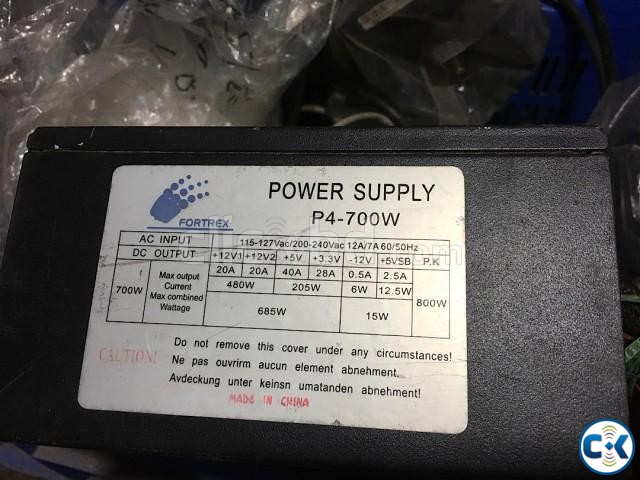 FORTREX
POWER SUPPLY
P4-700W
AC INPUT 115-127Vac/200-240Vac 12A/7A 60/50Hz
DC OUTPUT +12V1 +12V2 +5V +3.3V -12V +5VSB P.K
700W Max output Current Max combined Wattage 20A 20A 40A 28A 0.5A 2.5A 800W
480W 205W 6W 12.5W
685W 15W
CAUTION!
Do not remove this cover under any circumstances!
Ne pas ouvrirm aucun element abnehment.
Avdeckung unter keinsn umatanden abnehment!
MAD4 IN CHINA
CK